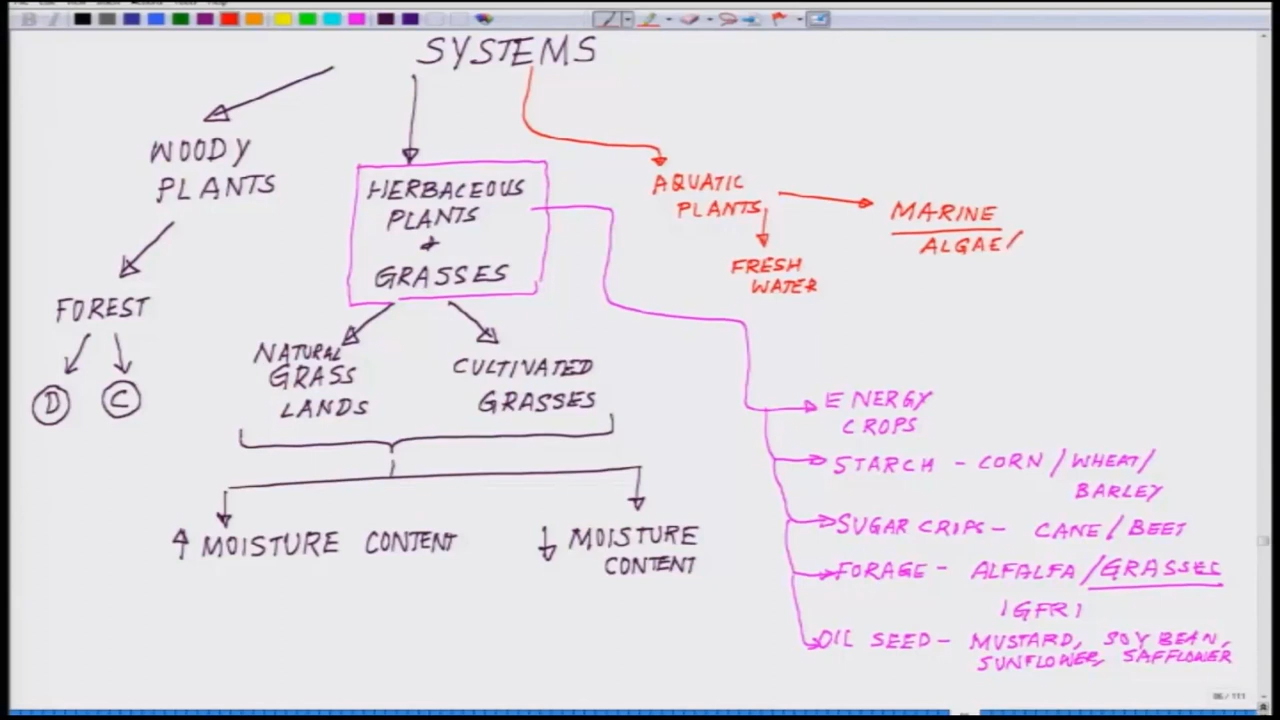 SYSTEMS
WOODY
PLANTS
HERBACEOUS
PLANTS
+
GRASSES
AQUATIC
PLANTS
MARINE
ALGAE/
FRESH
WATER
FOREST
D C
NATURAL
GRASS
LANDS
CULTIVATED
GRASSES
↑ MOISTURE CONTENT
↓ MOISTURE
CONTENT
ENERGY
CROPS
STARCH - CORN / WHEAT/
BARLEY
SUGAR CROPS - CANE / BEET
FORAGE - ALFALFA / GRASSES
IGFRI
OIL SEED - MUSTARD, SOY BEAN,
SUNFLOWER, SAFFLOWER
86 / 111